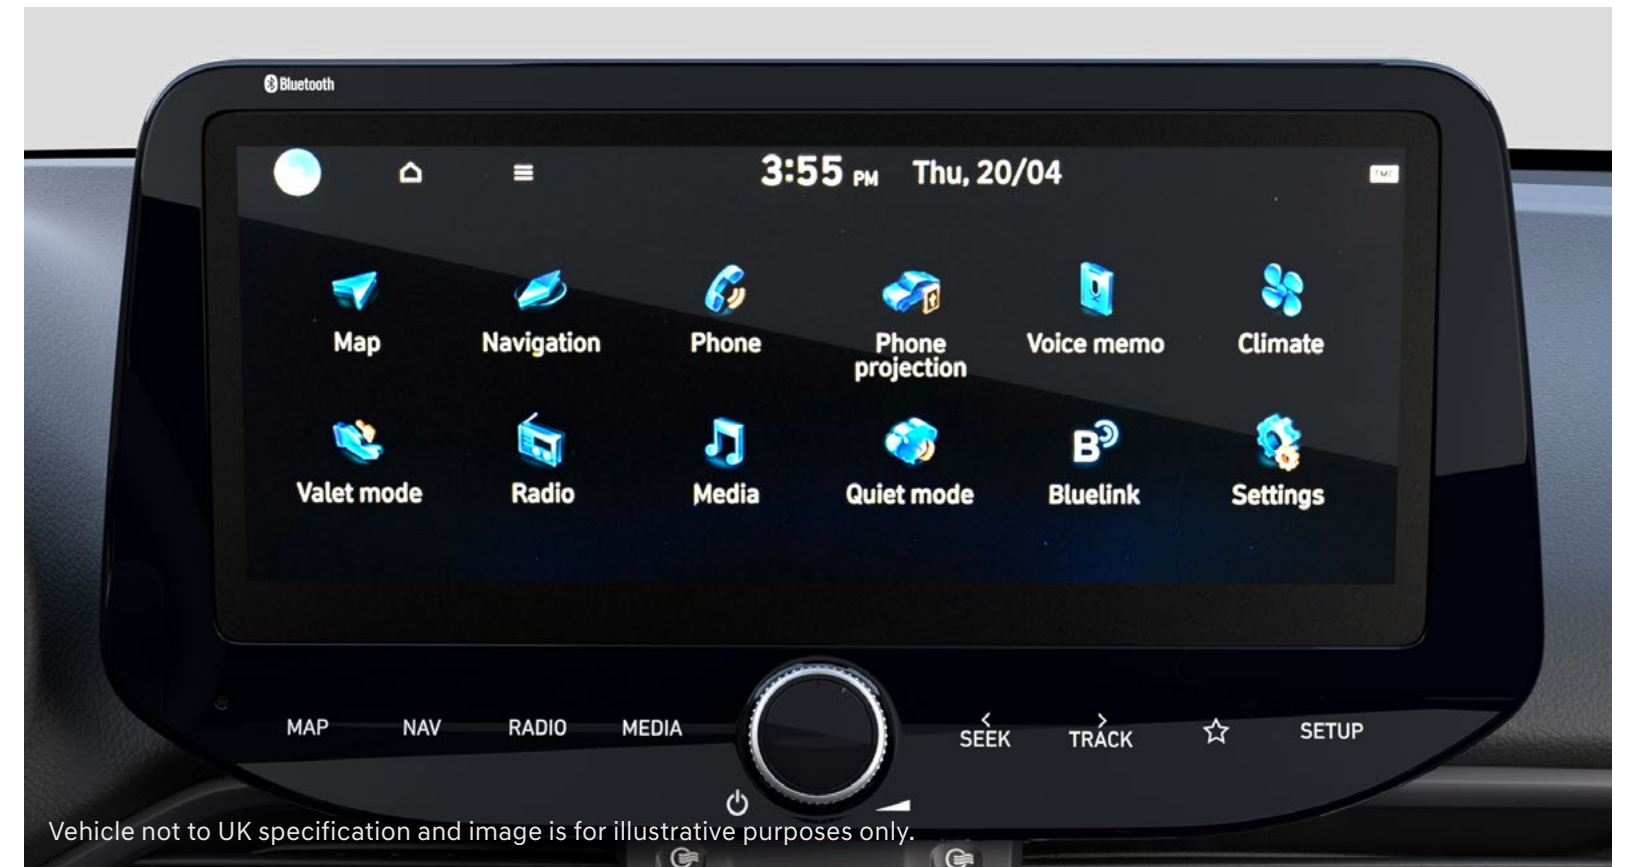 Bluetooth
3:55 PM Thu, 20/04
TMC
Map
Navigation
Phone
Phone
projection
Voice memo
Climate
Valet mode
Radio
Media
Quiet mode
Bluelink
Settings
MAP
NAV
RADIO
MEDIA
SEEK
TRACK
SETUP
Vehicle not to UK specification and image is for illustrative purposes only.